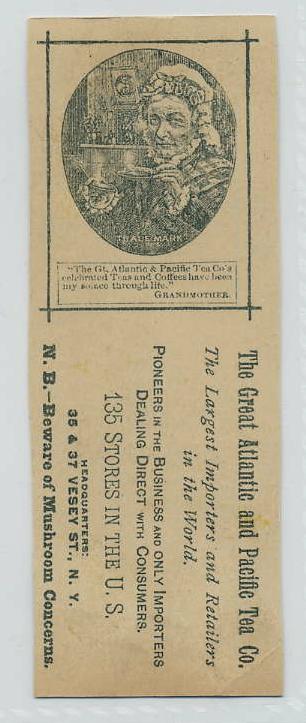 TRADE MARK
"The Gt. Atlantic & Pacific Tea Co's
celebrated Teas and Coffees have been
my solace through life."
GRANDMOTHER.
The Great Atlantic and Pacific Tea Co.
The Largest Importers and Retailers
in the World.
PIONEERS IN THE BUSINESS AND ONLY IMPORTERS
DEALING DIRECT WITH CONSUMERS.
135 STORES IN THE U. S.
HEADQUARTERS:
35 & 37 VESEY ST., N. Y.
N. B.—Beware of Mushroom Concerns.